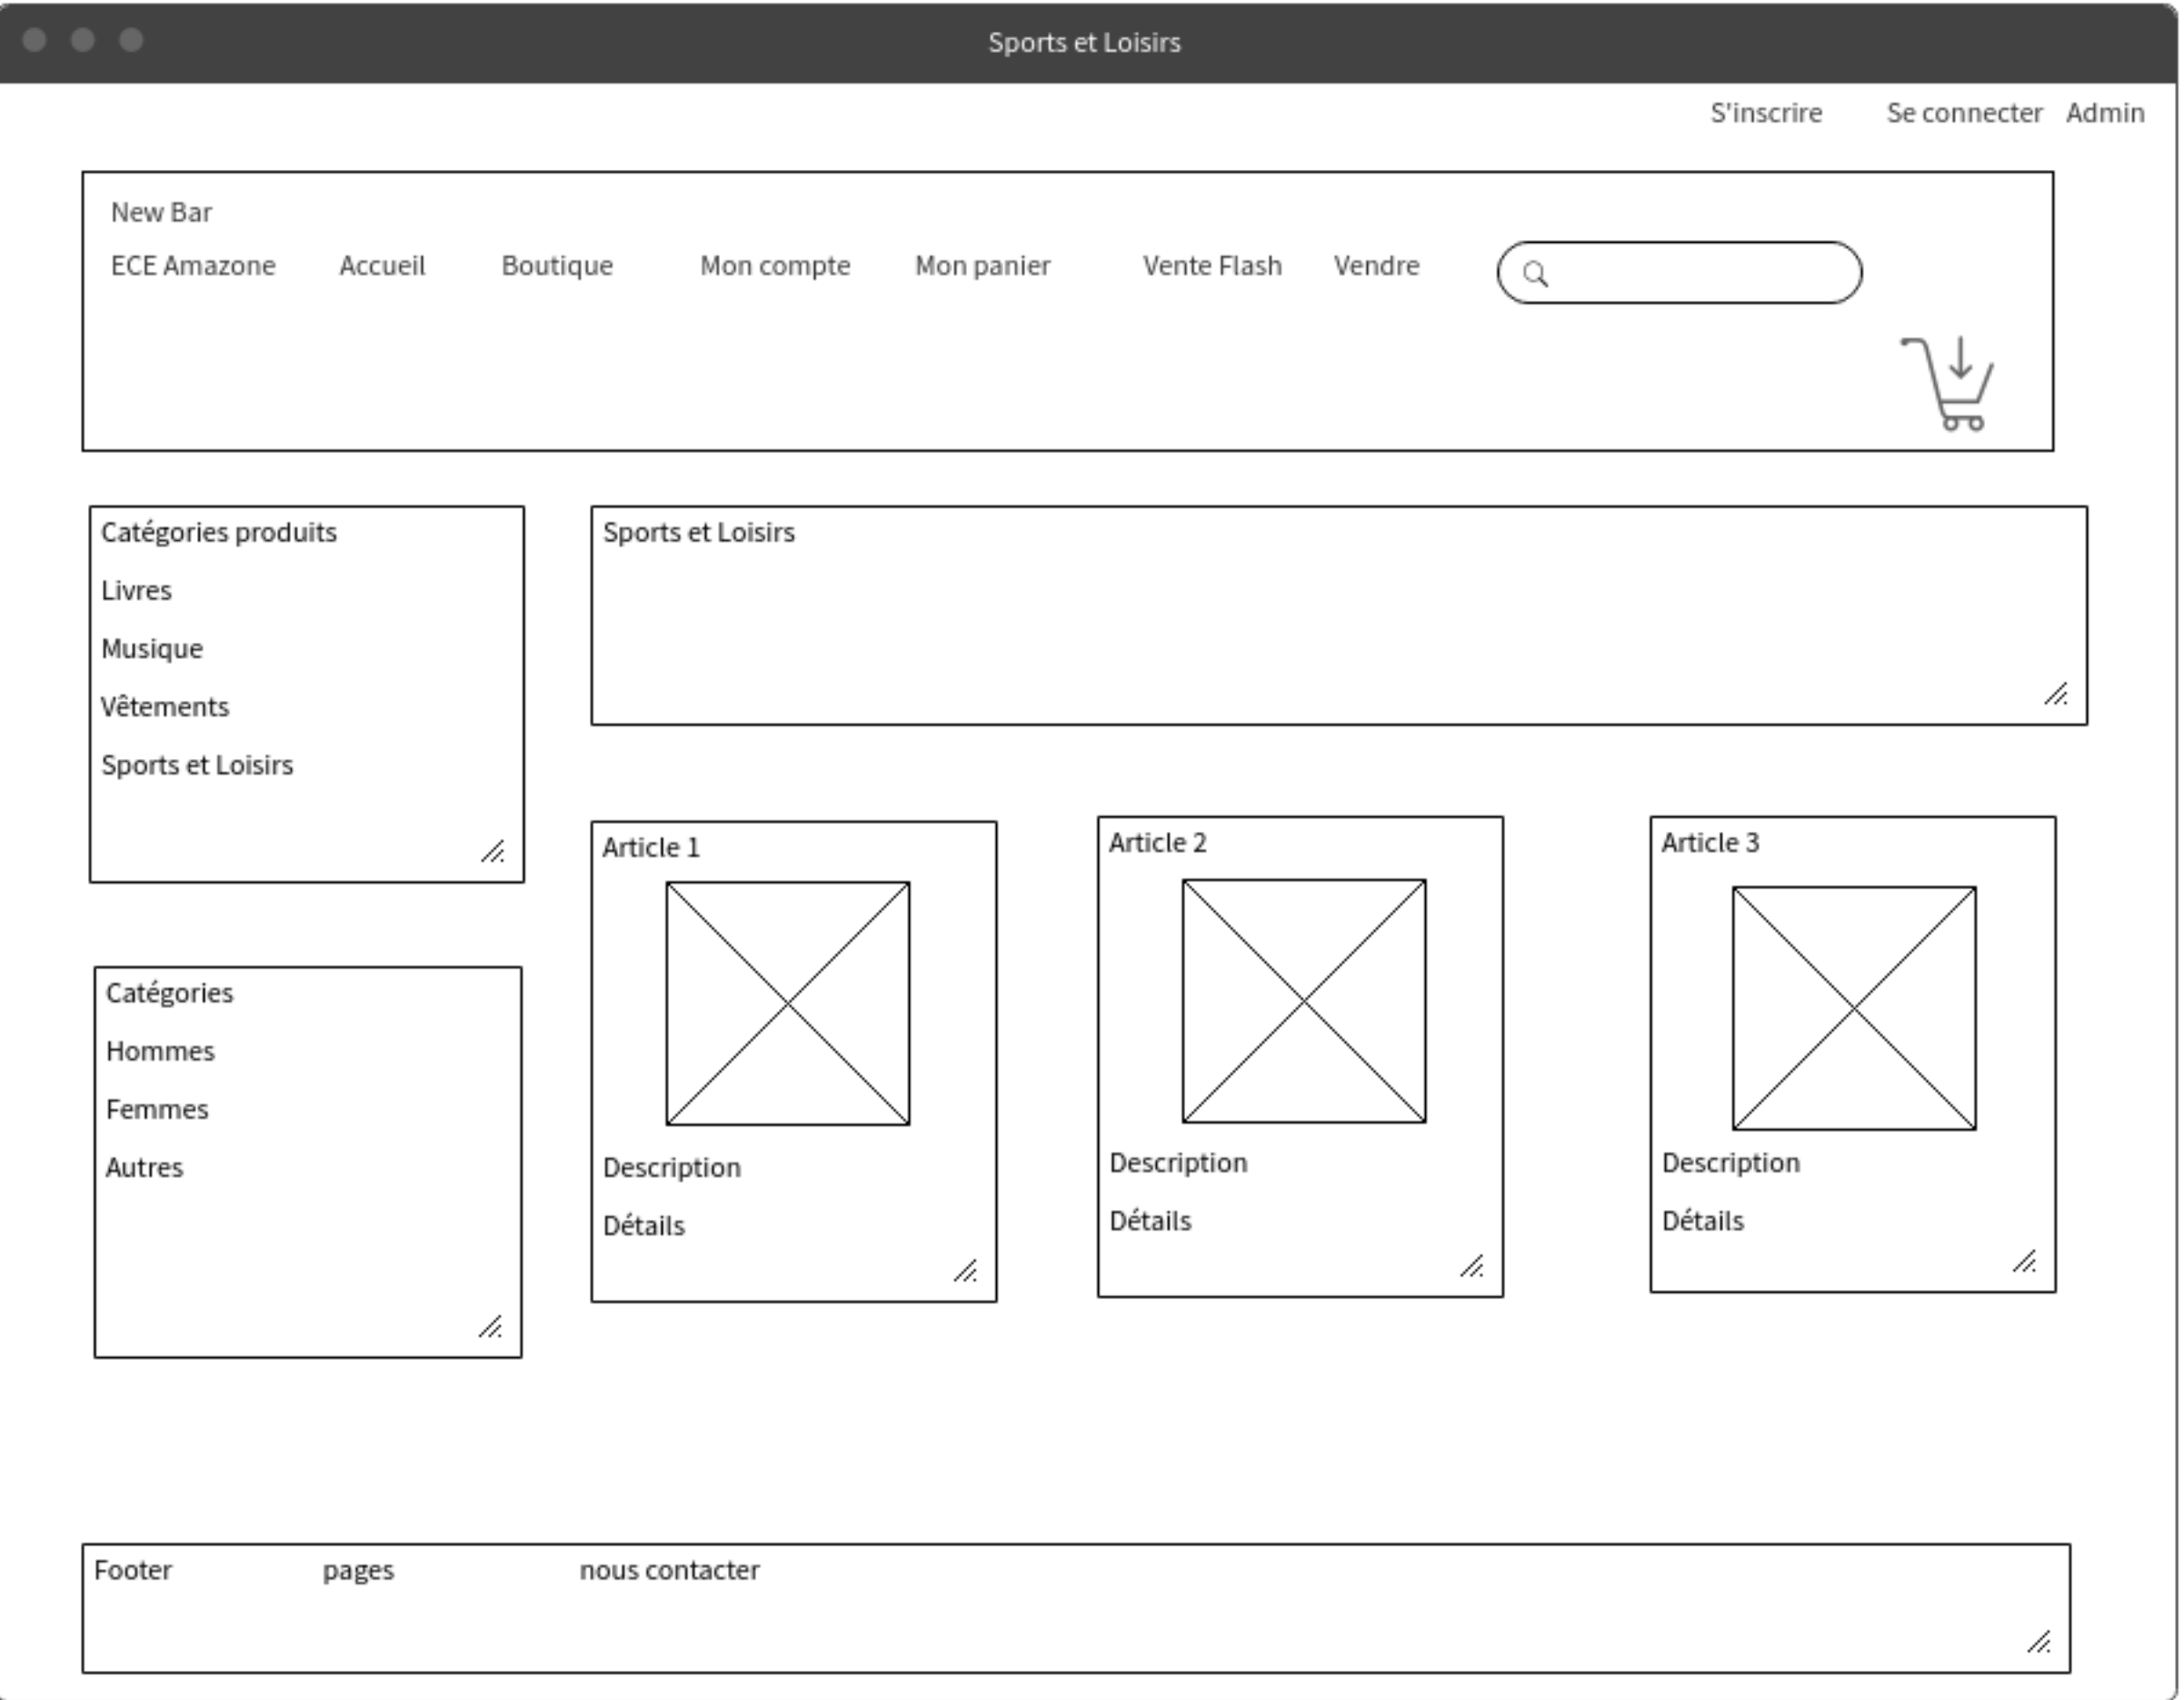 Sports et Loisirs
S'inscrire Se connecter Admin
New Bar
ECE Amazone Accueil Boutique Mon compte Mon panier Vente Flash Vendre
Catégories produits
Livres
Musique
Vêtements
Sports et Loisirs
Catégories
Hommes
Femmes
Autres
Sports et Loisirs
Article 1
Description
Détails
Article 2
Description
Détails
Article 3
Description
Détails
Footer pages nous contacter